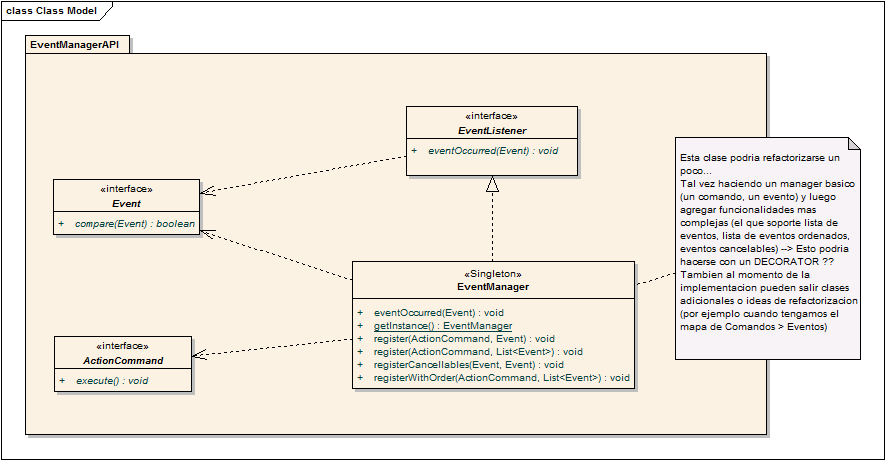 class Class Model
EventManagerAPI
«interface»
EventListener
+ eventOccurred(Event) : void
«interface»
Event
+ compare(Event) : boolean
«Singleton»
EventManager
+ eventOccurred(Event) : void
+ getInstance() : EventManager
+ register(ActionCommand, Event) : void
+ register(ActionCommand, List<Event>) : void
+ registerCancellables(Event, Event) : void
+ registerWithOrder(ActionCommand, List<Event>) : void
«interface»
ActionCommand
+ execute() : void
Esta clase podria refactorizarse un
poco...
Tal vez haciendo un manager basico
(un comando, un evento) y luego
agregar funcionalidades mas
complejas (el que soporte lista de
eventos, lista de eventos ordenados,
eventos cancelables) --> Esto podria
hacerse con un DECORATOR ??
Tambien al momento de la
implementacion pueden salir clases
adicionales o ideas de refactorizacion
(por ejemplo cuando tengamos el
mapa de Comandos > Eventos)